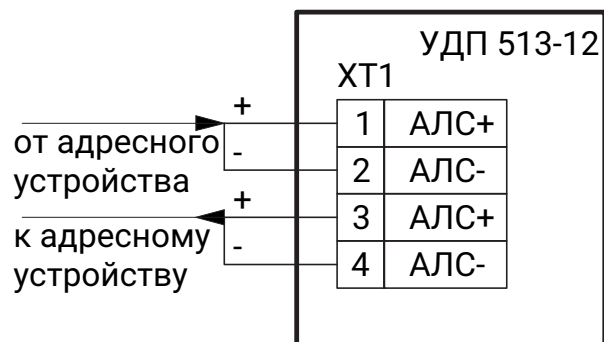 УДП 513-12
XT1
+
1 АЛС+
от адресного
-
2 АЛС-
устройства
+
3 АЛС+
к адресному
-
4 АЛС-
устройству